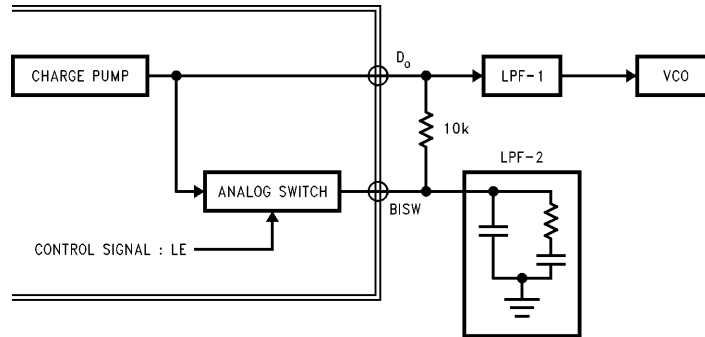 Dₒ
CHARGE PUMP
LPF-1
VCO
10k
LPF-2
ANALOG SWITCH
BISW
CONTROL SIGNAL : LE